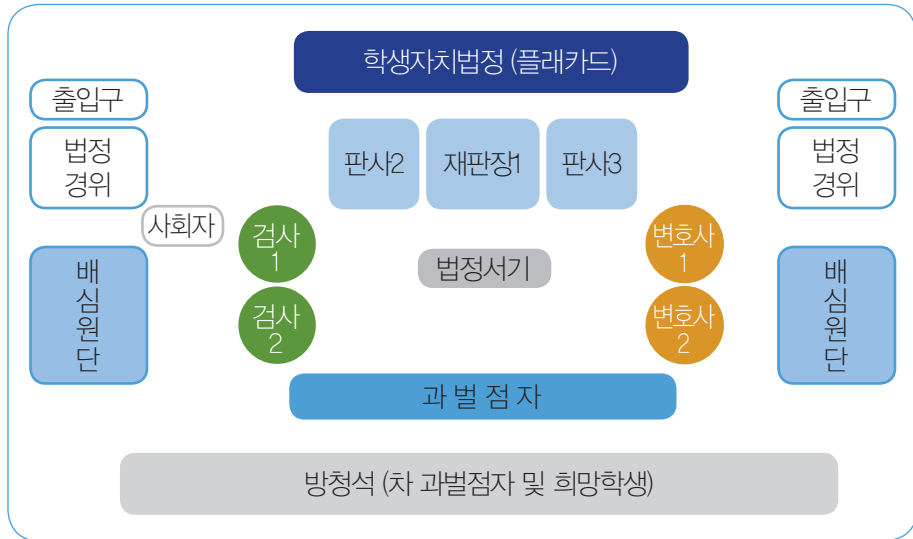 학생자치법정 (플래카드)
출입구
출입구
법정
경위
판사2
재판장1
판사3
법정
경위
사회자
검사
1
법정서기
변호사
1
배
심
원
단
검사
2
변호사
2
배
심
원
단
과 벌 점 자
방청석 (차 과벌점자 및 희망학생)